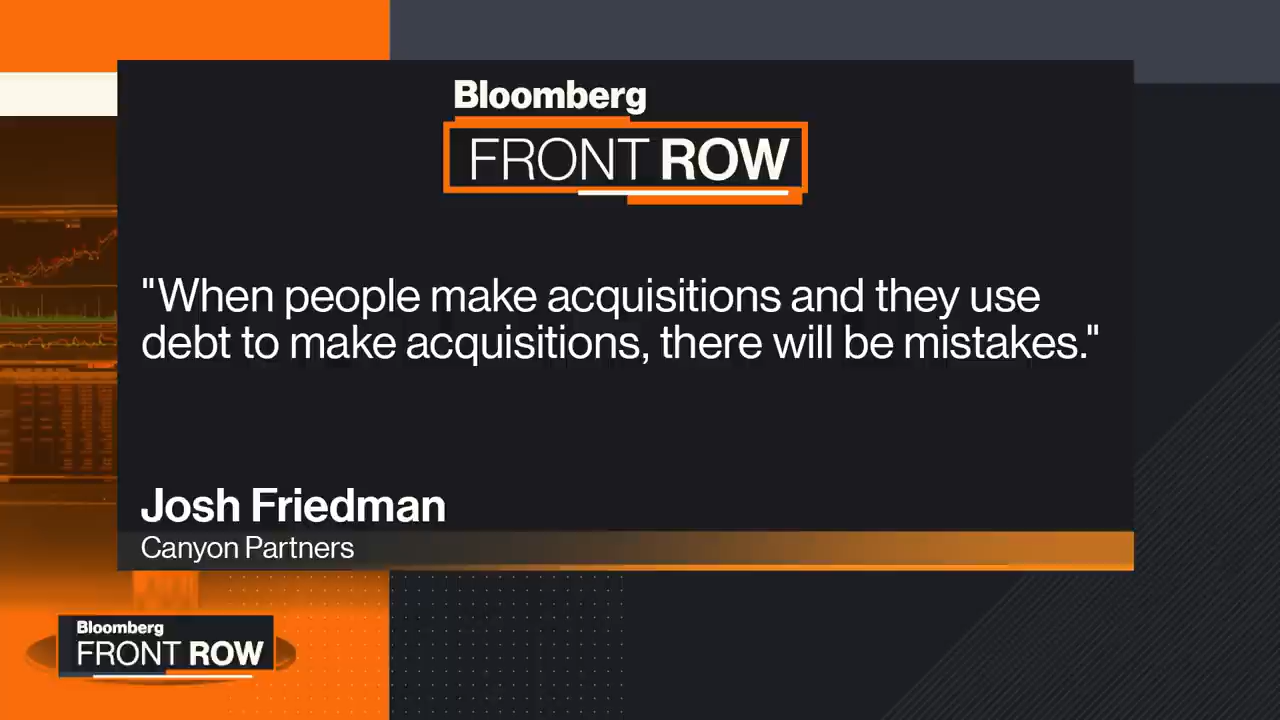 Bloomberg
FRONT ROW
"When people make acquisitions and they use
debt to make acquisitions, there will be mistakes."
Josh Friedman
Canyon Partners
Bloomberg
FRONT ROW